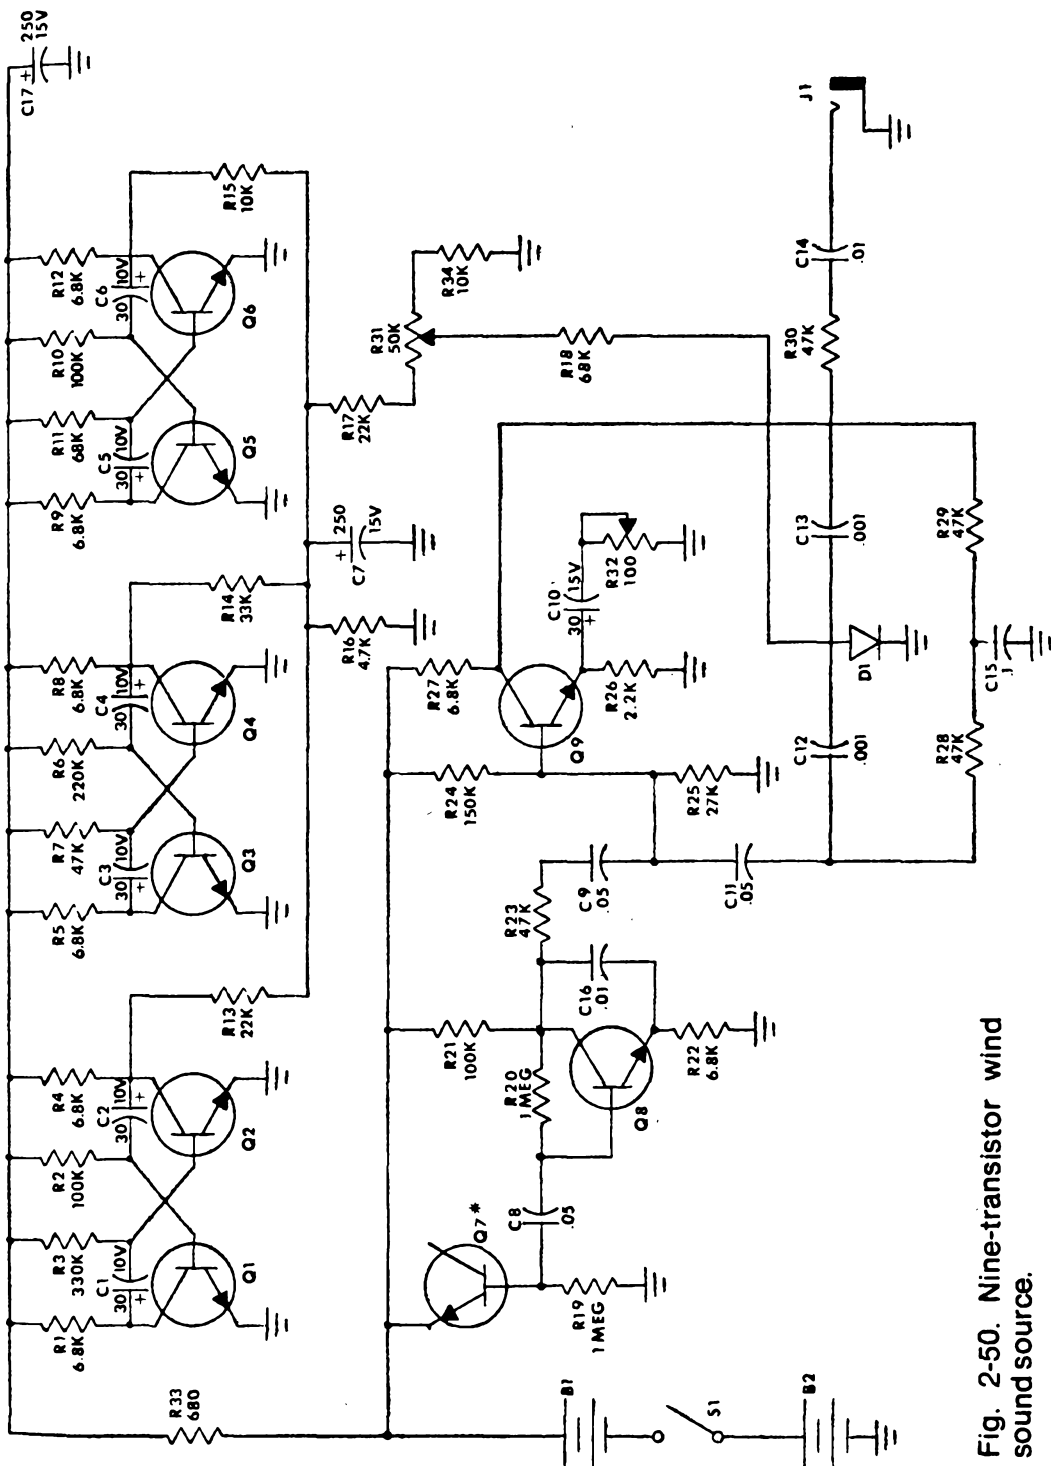 C17 +
250
15V
R1
6.8K
R3
330K
R2
100K
R4
6.8K
R5
6.8K
R7
47K
R6
220K
R8
6.8K
R9
6.8K
R11
68K
R10
100K
R12
6.8K
C1
30
10V
+
C2
30
10V
+
C3
30
10V
+
C4
30
10V
+
C5
30
10V
+
C6
30
10V
+
Q1
Q2
Q3
Q4
Q5
Q6
R33
680
R13
22K
R14
33K
R15
10K
R16
4.7K
C7
+
250
15V
R17
22K
R31
50K
R34
10K
R18
68K
R21
100K
R24
150K
R27
6.8K
Q7*
C8
.05
R19
1MEG
R20
1MEG
Q8
R22
6.8K
C16
.01
R23
47K
C9
.05
C11
.05
R25
27K
Q9
R26
2.2K
C10
30
15V
+
R32
100
B1
S1
B2
C12
.001
C13
.001
D1
R28
47K
R29
47K
C15
.1
R30
47K
C14
.01
J1
Fig. 2-50. Nine-transistor wind
sound source.